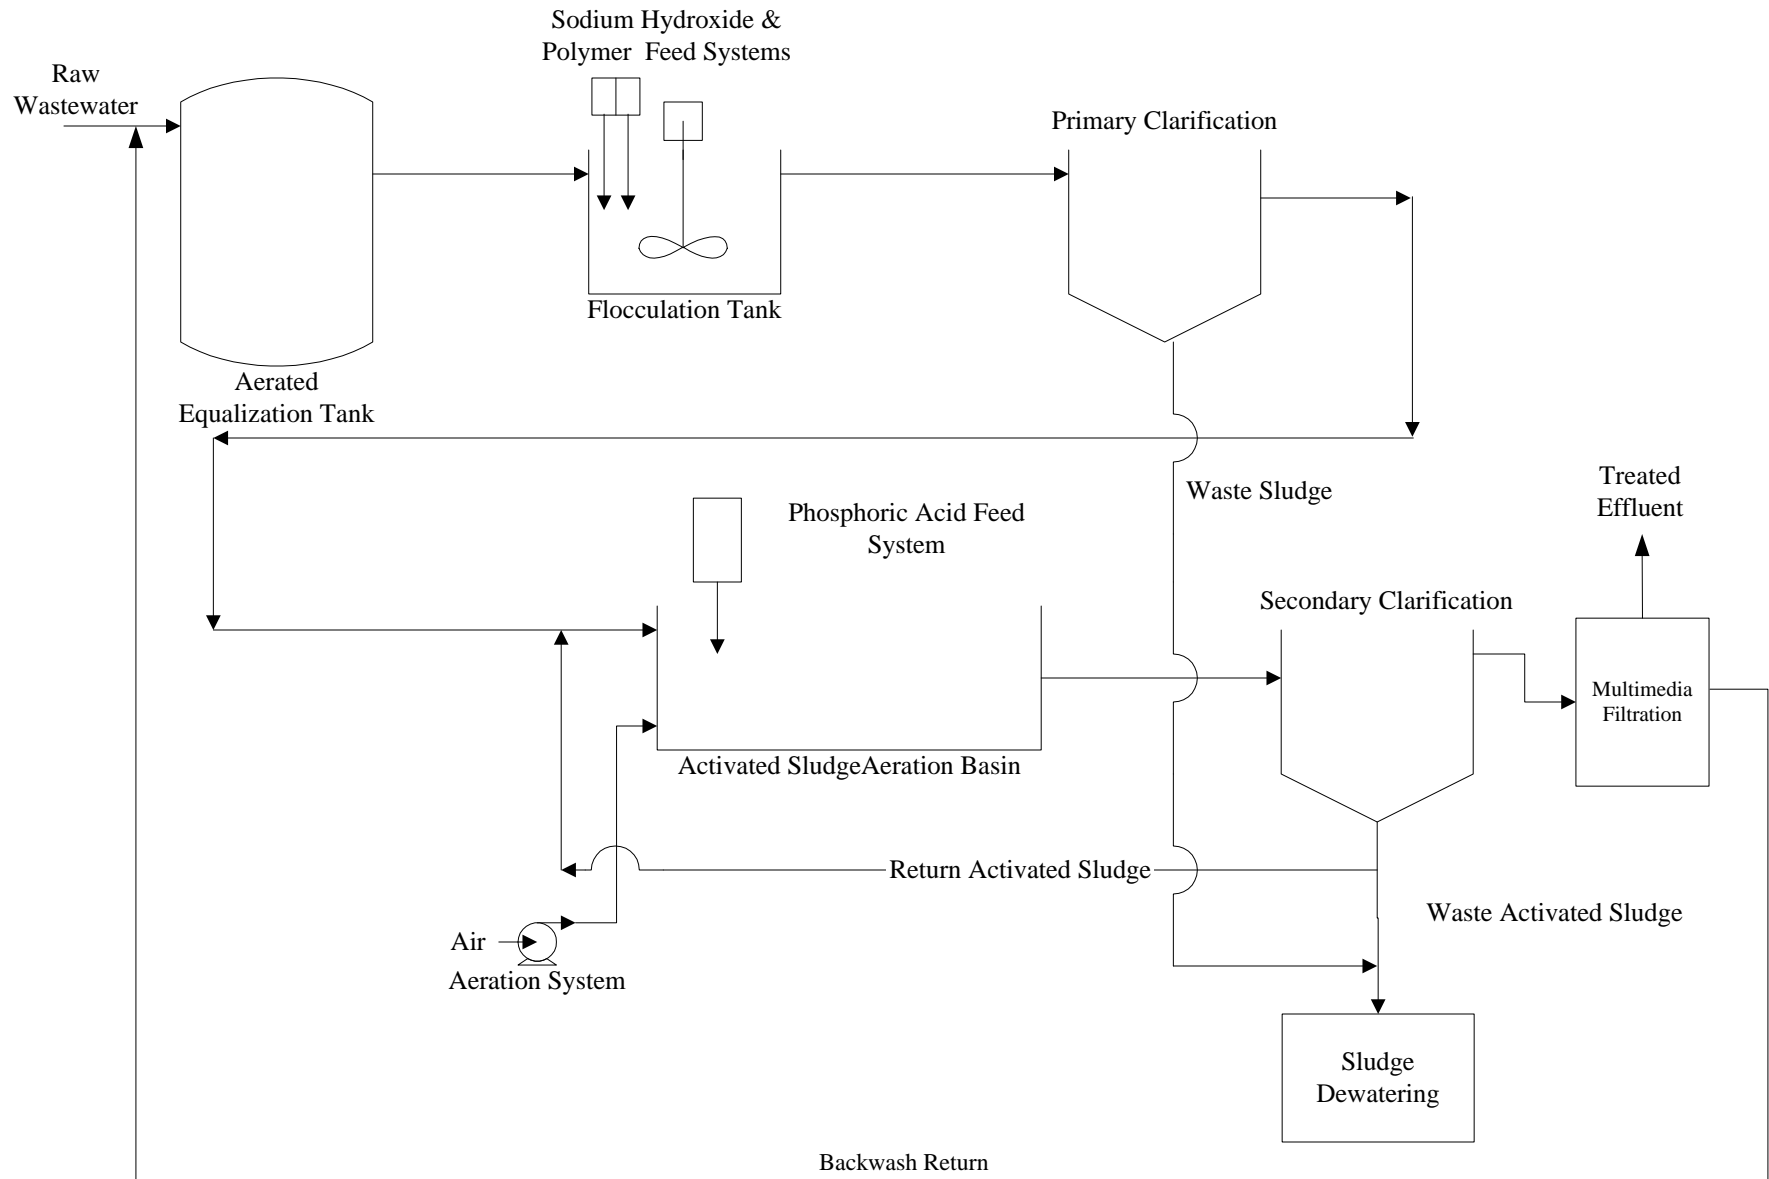 Sodium Hydroxide &
Polymer Feed Systems
Raw
Wastewater
Primary Clarification
Flocculation Tank
Aerated
Equalization Tank
Waste Sludge
Treated
Effluent
Phosphoric Acid Feed
System
Secondary Clarification
Multimedia
Filtration
Activated SludgeAeration Basin
Return Activated Sludge
Waste Activated Sludge
Air
Aeration System
Sludge
Dewatering
Backwash Return